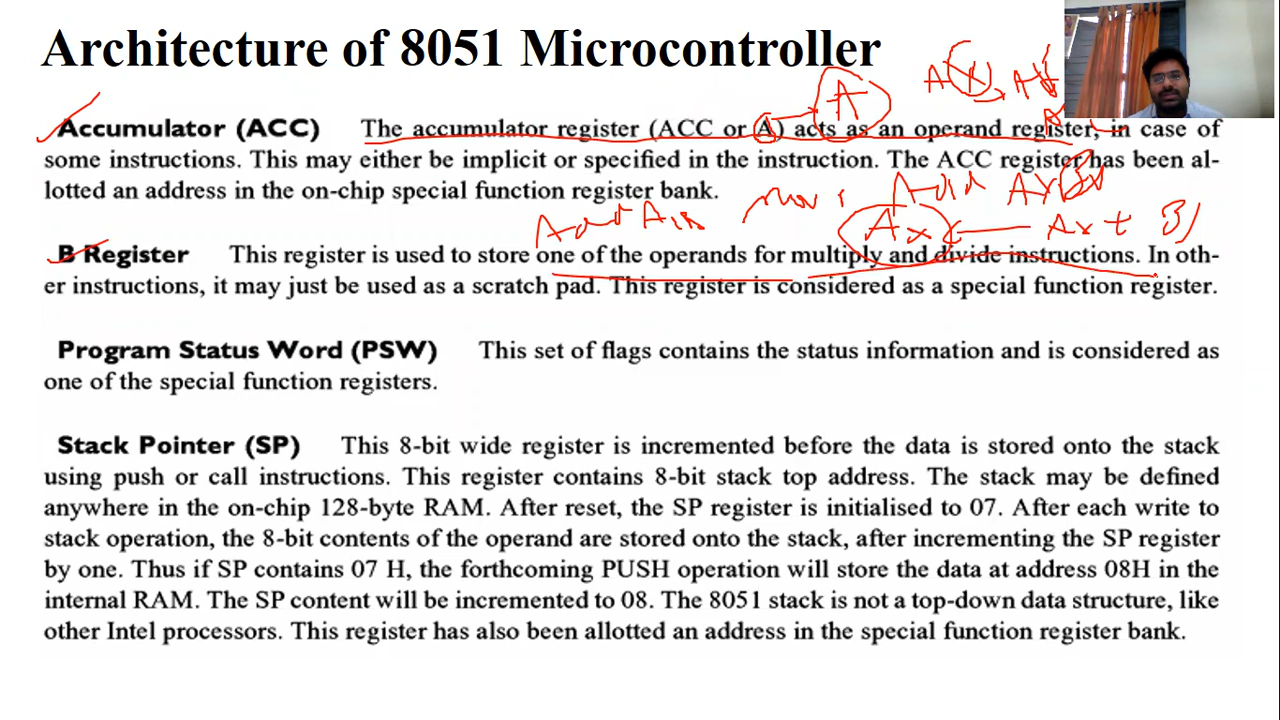 Architecture of 8051 Microcontroller
A
Accumulator (ACC) The accumulator register (ACC or A) acts as an operand register, in case of
some instructions. This may either be implicit or specified in the instruction. The ACC register has been al-
lotted an address in the on-chip special function register bank.
Add
Ax Ax + B
B Register This register is used to store one of the operands for multiply and divide instructions. In oth-
er instructions, it may just be used as a scratch pad. This register is considered as a special function register.
Program Status Word (PSW) This set of flags contains the status information and is considered as
one of the special function registers.
Stack Pointer (SP) This 8-bit wide register is incremented before the data is stored onto the stack
using push or call instructions. This register contains 8-bit stack top address. The stack may be defined
anywhere in the on-chip 128-byte RAM. After reset, the SP register is initialised to 07. After each write to
stack operation, the 8-bit contents of the operand are stored onto the stack, after incrementing the SP register
by one. Thus if SP contains 07 H, the forthcoming PUSH operation will store the data at address 08H in the
internal RAM. The SP content will be incremented to 08. The 8051 stack is not a top-down data structure, like
other Intel processors. This register has also been allotted an address in the special function register bank.